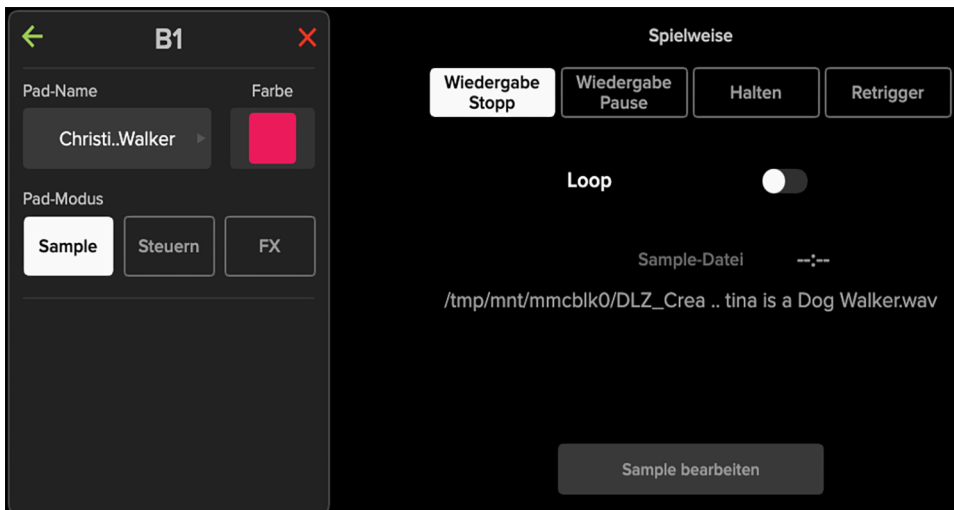 B1
Pad-Name
Farbe
Christi..Walker
Pad-Modus
Sample
Steuern
FX
Spielweise
Wiedergabe
Stopp
Wiedergabe
Pause
Halten
Retrigger
Loop
Sample-Datei --:--
/tmp/mnt/mmcblk0/DLZ_Crea .. tina is a Dog Walker.wav
Sample bearbeiten